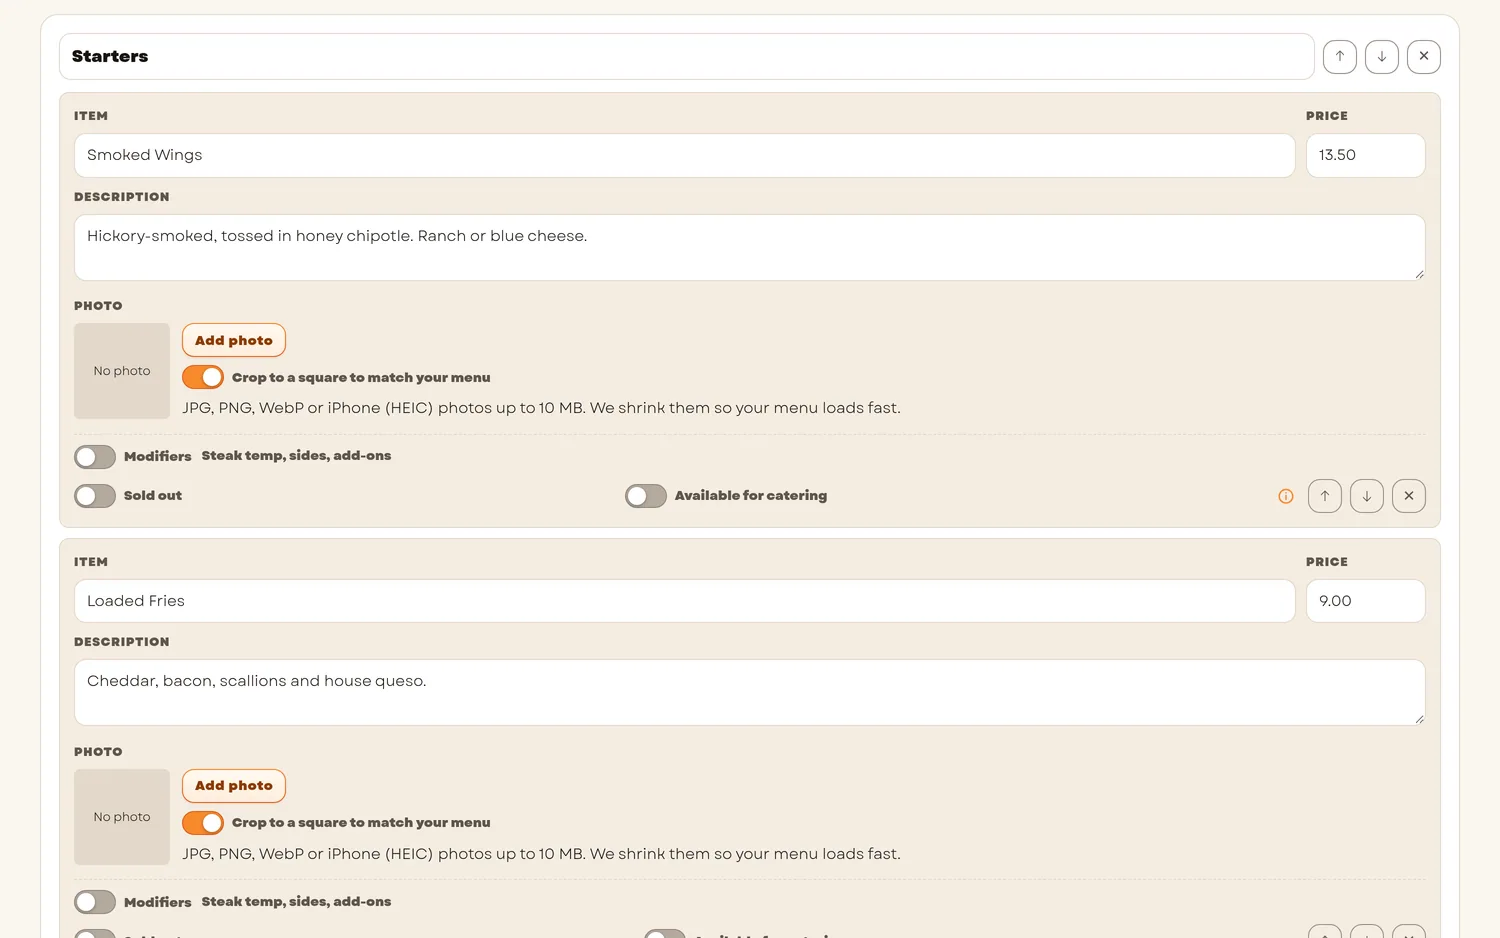 Starters
ITEM
PRICE
Smoked Wings
13.50
DESCRIPTION
Hickory-smoked, tossed in honey chipotle. Ranch or blue cheese.
PHOTO
No photo
Add photo
Crop to a square to match your menu
JPG, PNG, WebP or iPhone (HEIC) photos up to 10 MB. We shrink them so your menu loads fast.
Modifiers Steak temp, sides, add-ons
Sold out
Available for catering
ITEM
PRICE
Loaded Fries
9.00
DESCRIPTION
Cheddar, bacon, scallions and house queso.
PHOTO
No photo
Add photo
Crop to a square to match your menu
JPG, PNG, WebP or iPhone (HEIC) photos up to 10 MB. We shrink them so your menu loads fast.
Modifiers Steak temp, sides, add-ons